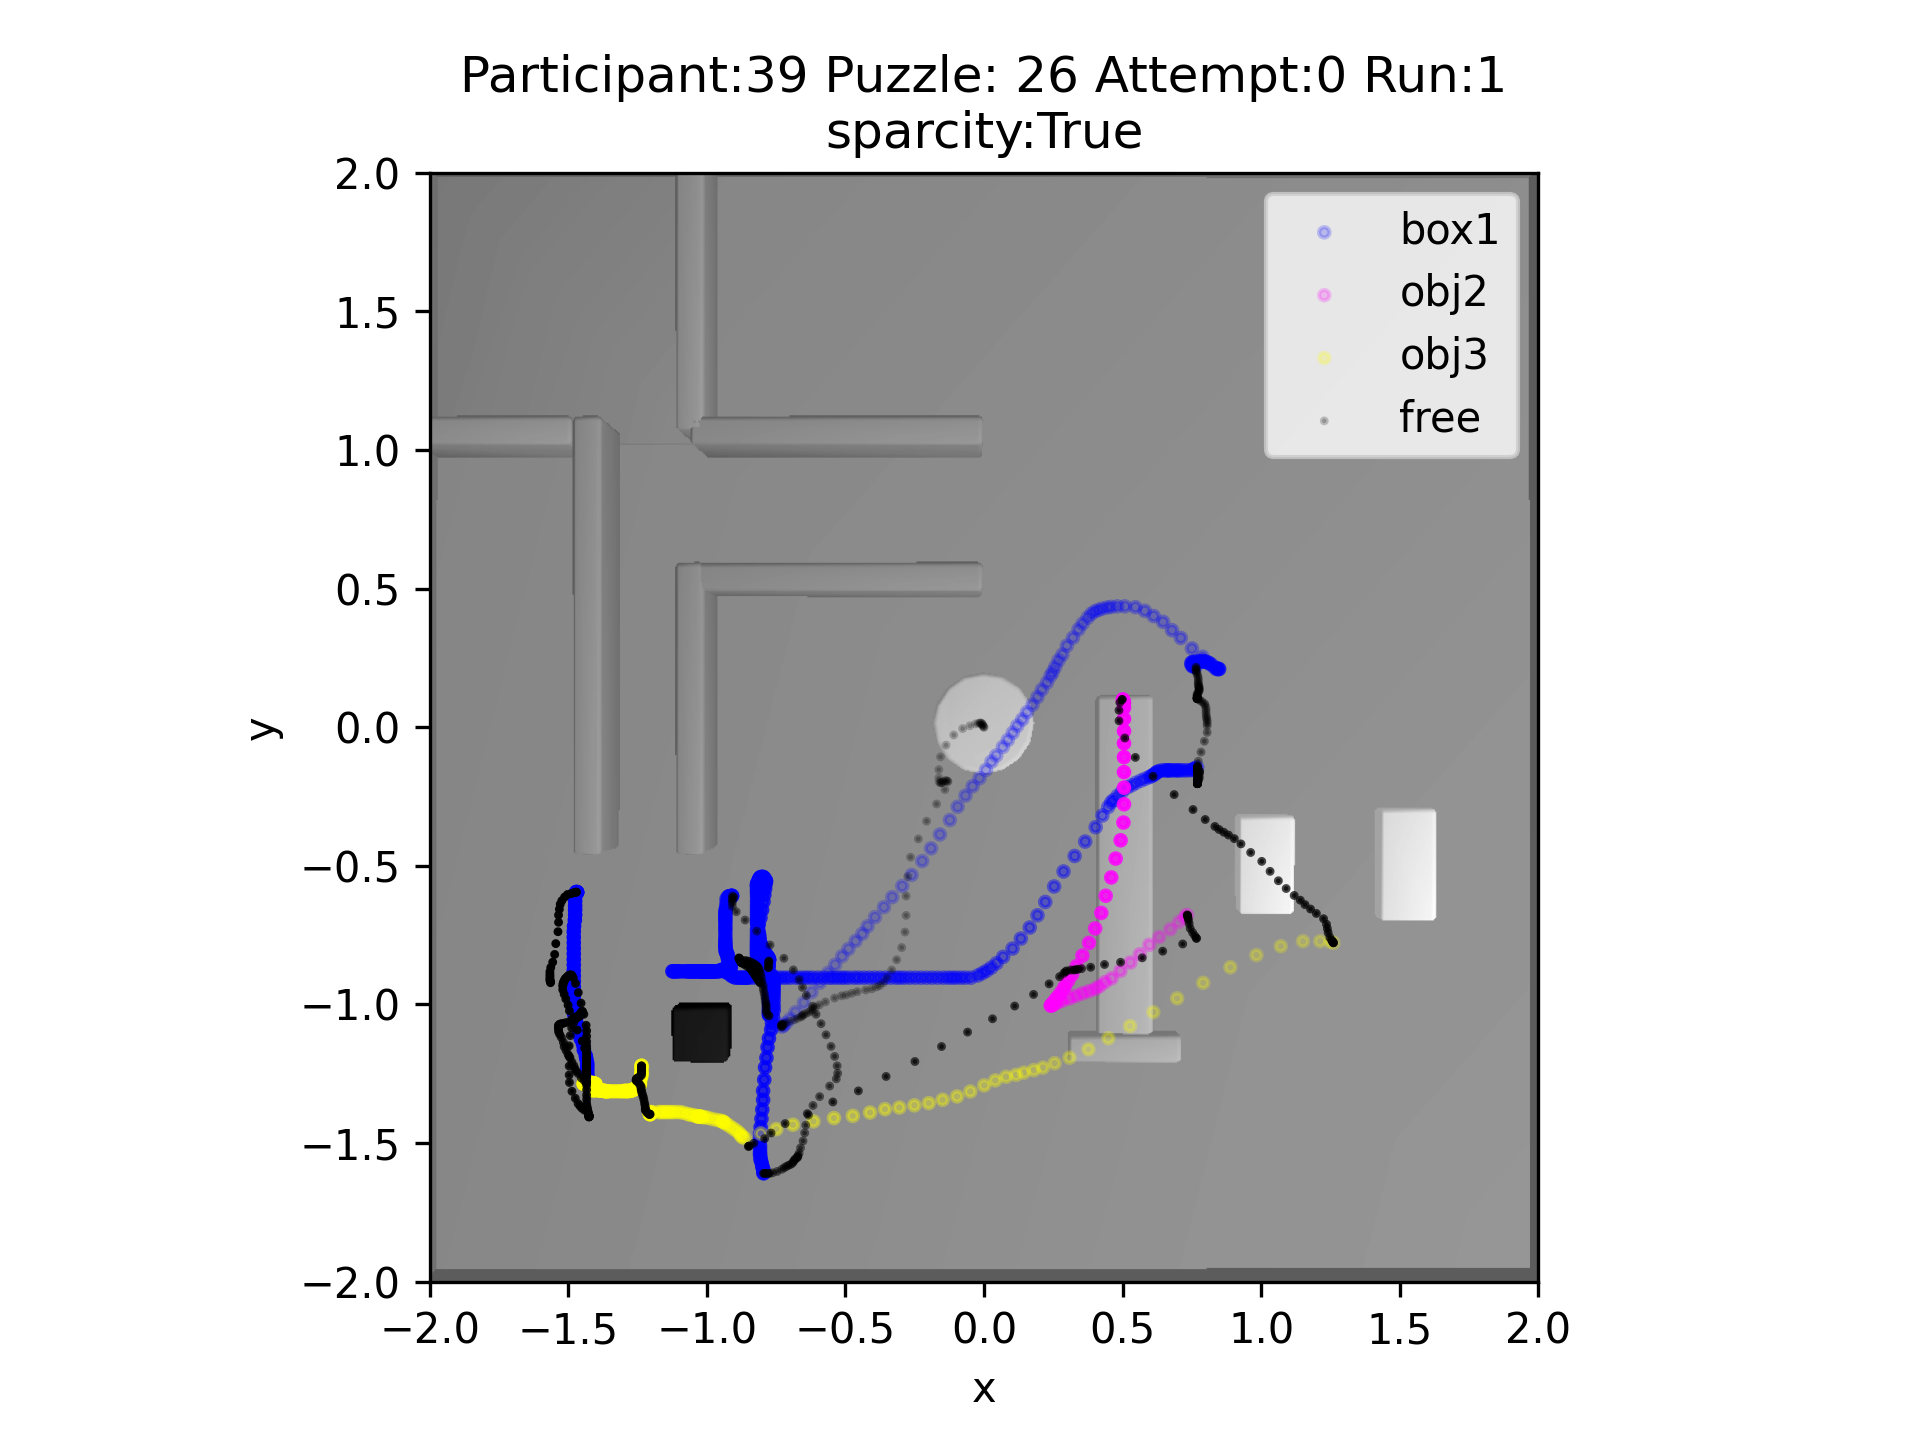 Participant:39 Puzzle: 26 Attempt:0 Run:1
sparcity:True
2.0
1.5
1.0
0.5
0.0
−0.5
−1.0
−1.5
−2.0
y
box1
obj2
obj3
free
−2.0 −1.5 −1.0 −0.5 0.0 0.5 1.0 1.5 2.0
x